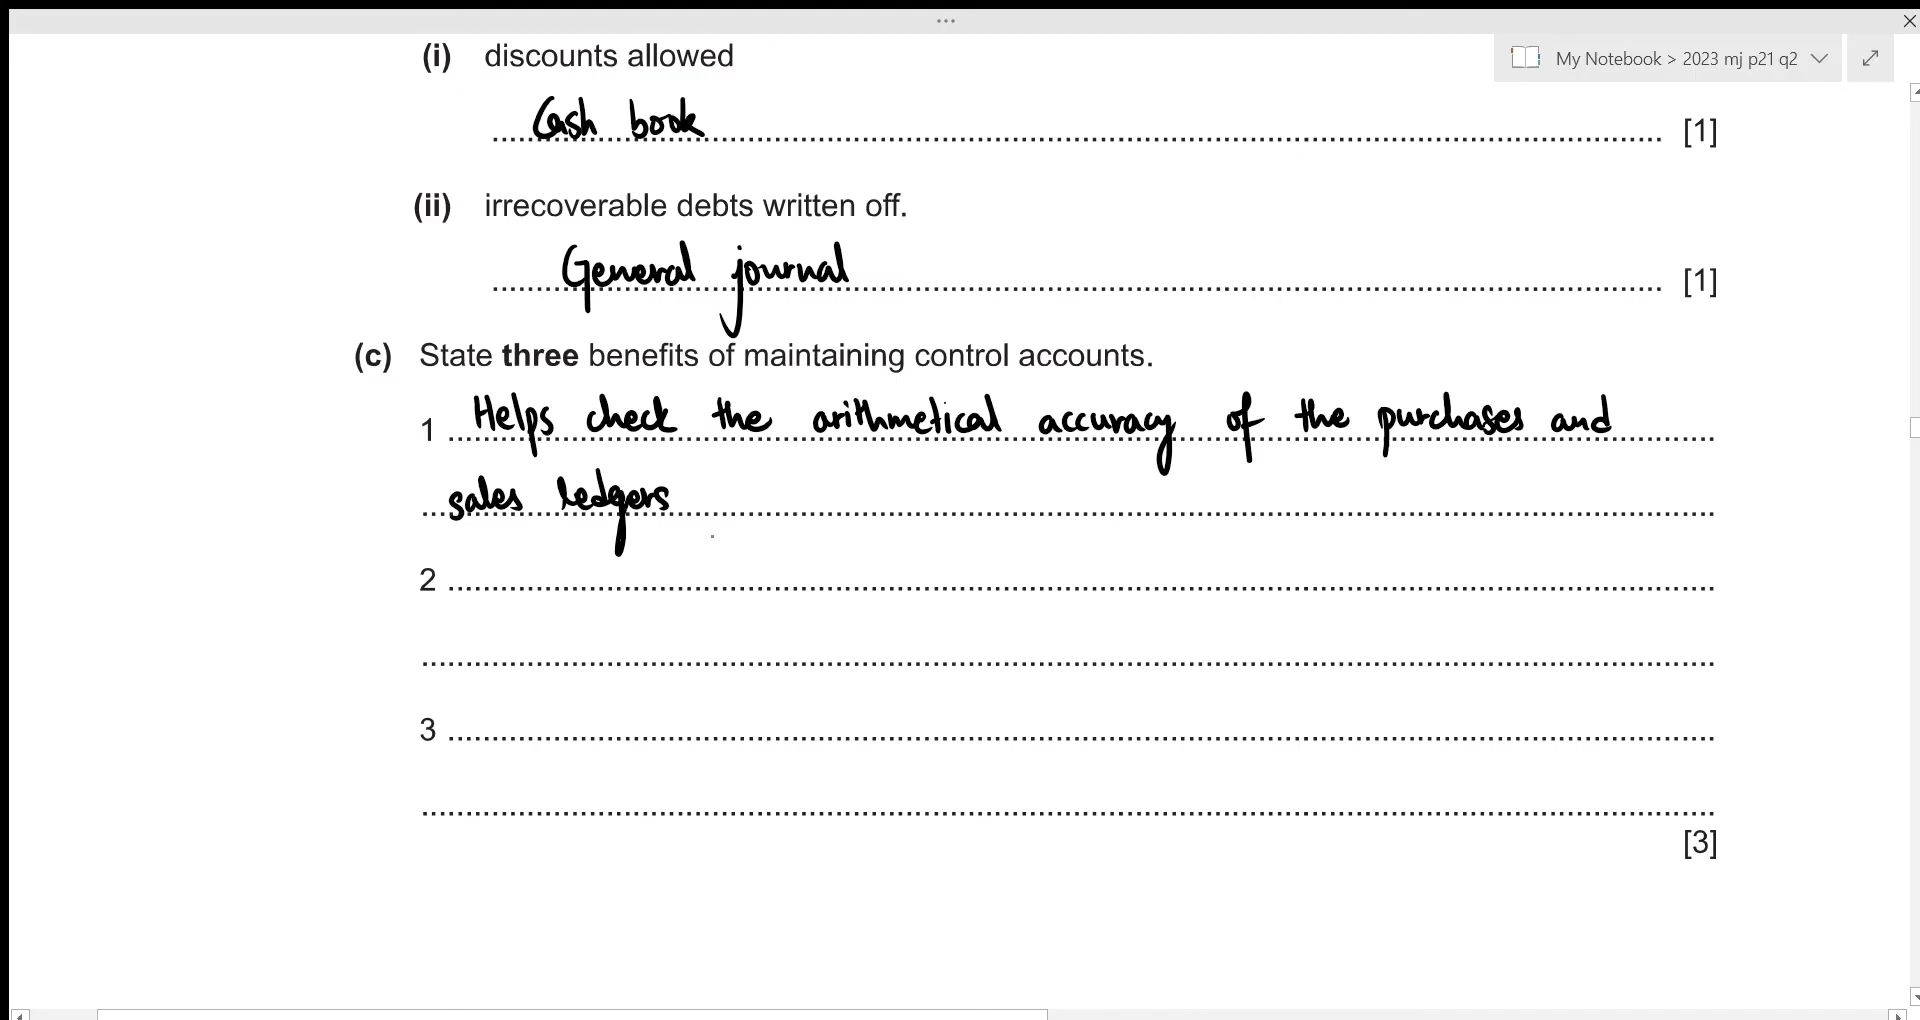 (i) discounts allowed
My Notebook > 2023 mj p21 q2
Cash book [1]
(ii) irrecoverable debts written off.
General journal [1]
(c) State three benefits of maintaining control accounts.
1 Helps check the arithmetical accuracy of the purchases and
sales ledgers
2
3
[3]